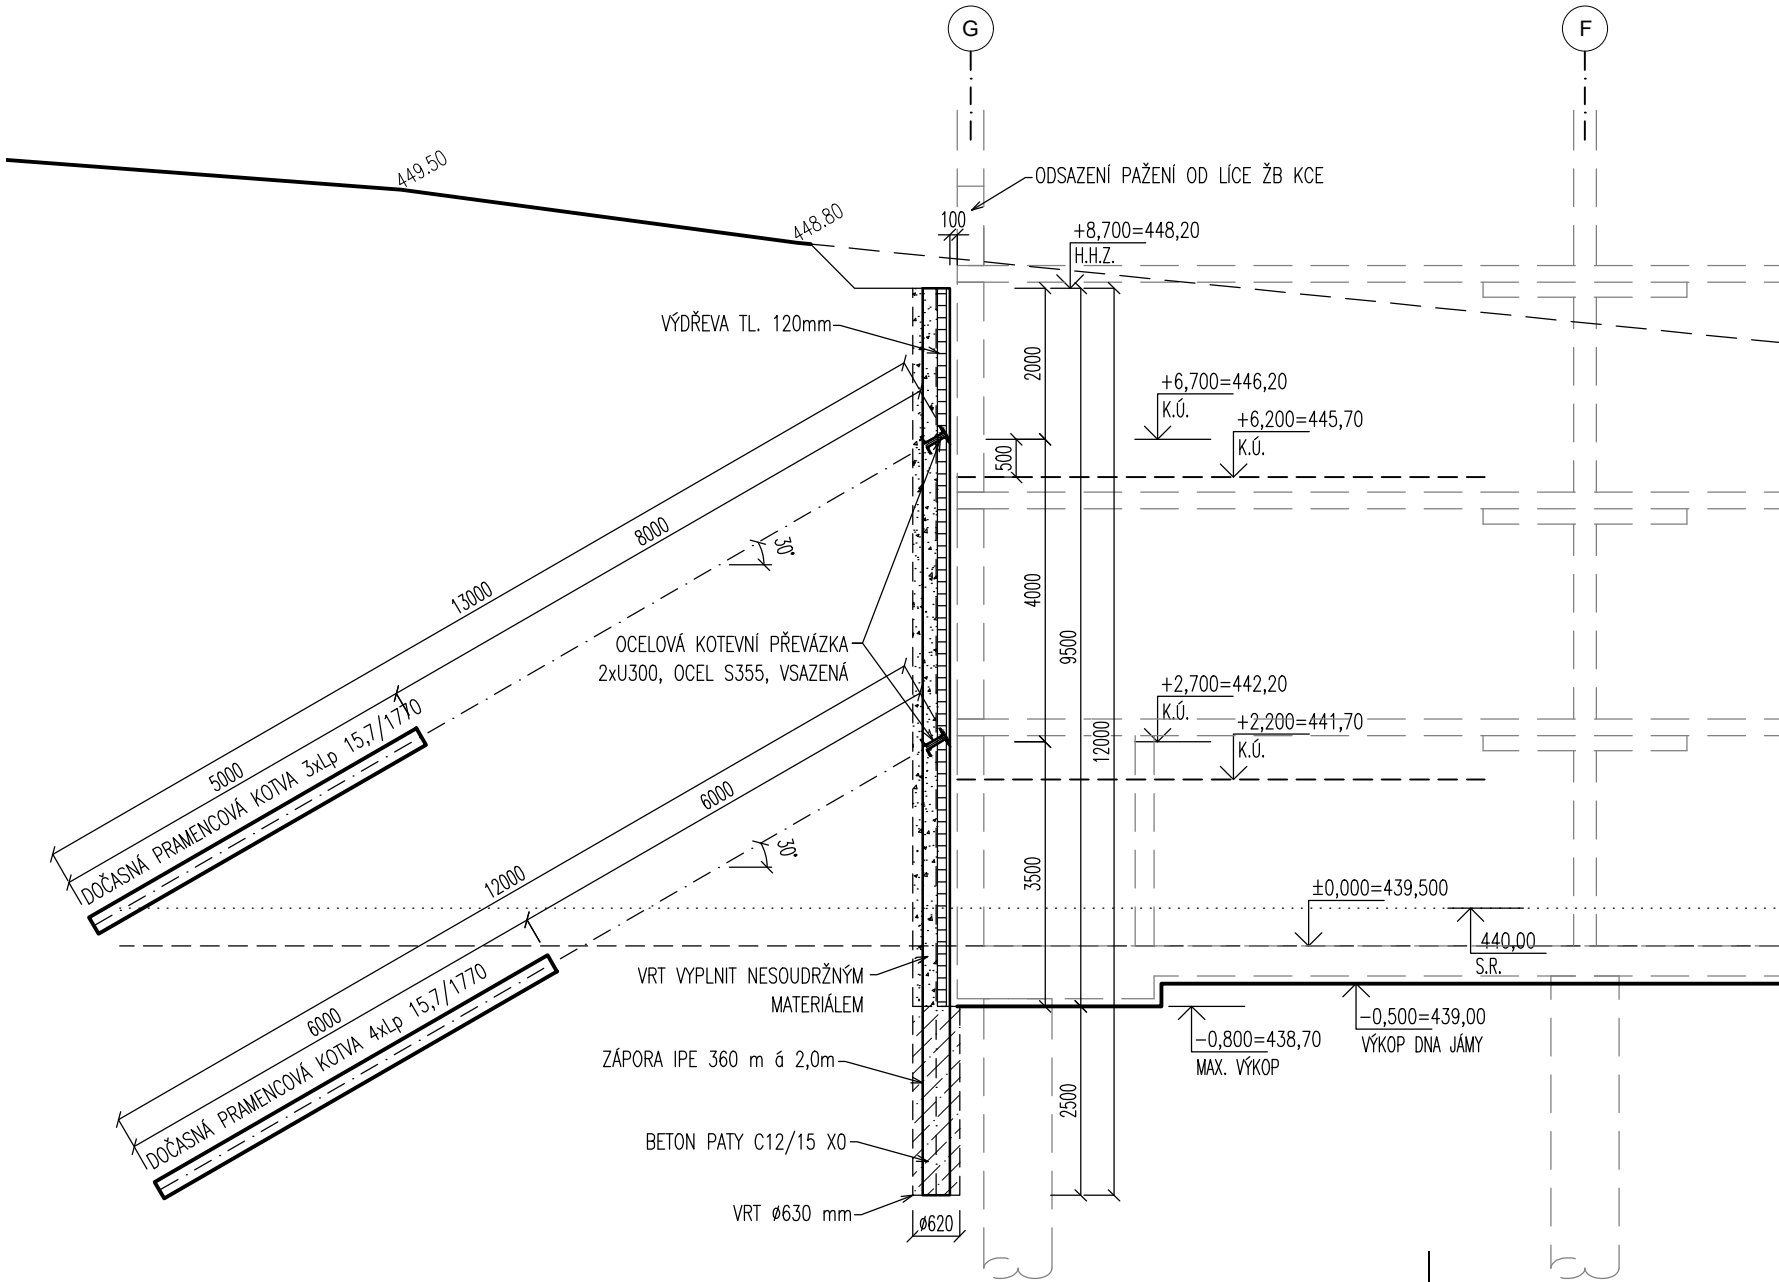 G
F
449.50
448.80
ODSAZENÍ PAŽENÍ OD LÍCE ŽB KCE
100
+8,700=448,20
H.H.Z.
VÝDŘEVA TL. 120mm
2000
+6,700=446,20
K.Ú.
+6,200=445,70
K.Ú.
500
8000
30°
13000
4000
9500
OCELOVÁ KOTEVNÍ PŘEVÁZKA
2xU300, OCEL S355, VSAZENÁ
+2,700=442,20
K.Ú.
+2,200=441,70
K.Ú.
12000
5000
DOČASNÁ PRAMENCOVÁ KOTVA 3xLp 15,7/1770
6000
30°
12000
3500
±0,000=439,500
440,00
S.R.
VRT VYPLNIT NESOUDRŽNÝM
MATERIÁLEM
6000
DOČASNÁ PRAMENCOVÁ KOTVA 4xLp 15,7/1770
-0,500=439,00
VÝKOP DNA JÁMY
-0,800=438,70
MAX. VÝKOP
ZÁPORA IPE 360 m á 2,0m
2500
BETON PATY C12/15 X0
VRT ø630 mm
ø620